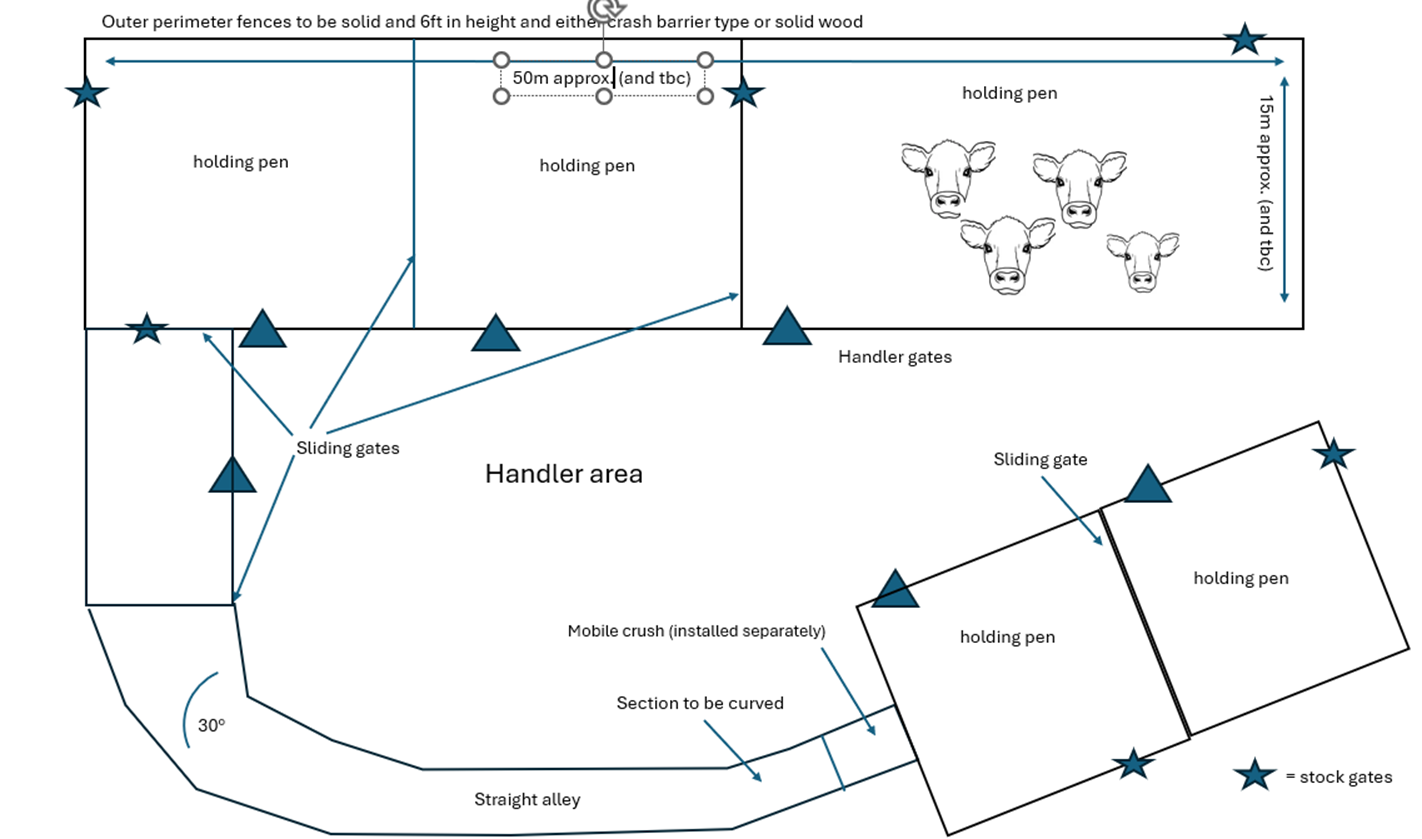 Outer perimeter fences to be solid and 6ft in height and either crash barrier type or solid wood
50m approx. (and tbc)
holding pen
15m approx. (and tbc)
holding pen
holding pen
Handler gates
Sliding gates
Handler area
Sliding gate
holding pen
Mobile crush (installed separately)
holding pen
Section to be curved
30º
= stock gates
Straight alley